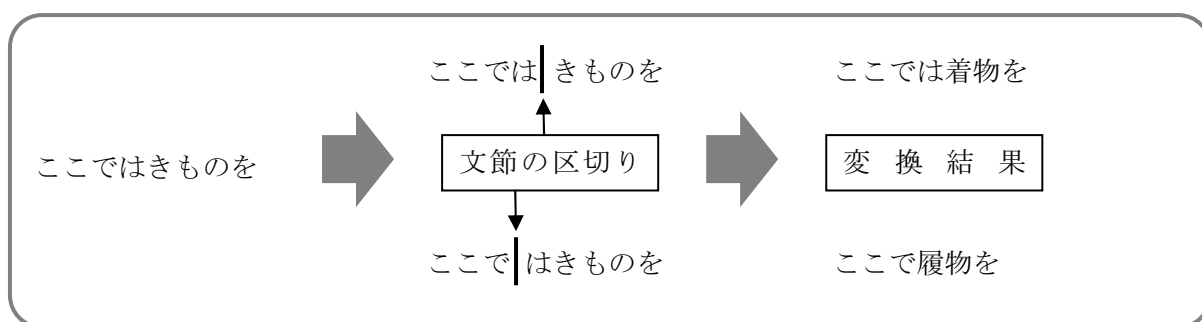 ここでは きものを
ここでは着物を
ここではきものを
文節の区切り
変換結果
ここで はきものを
ここで履物を